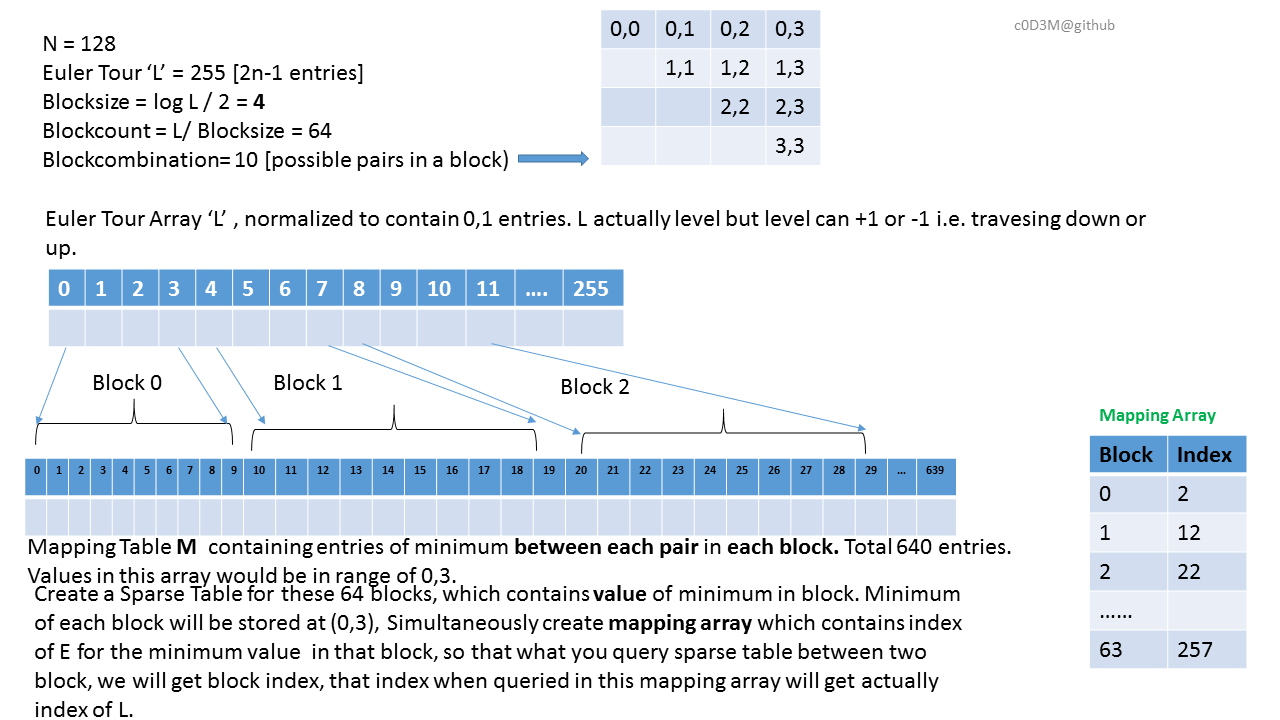 c0D3M@github
N = 128
Euler Tour ‘L’ = 255 [2n-1 entries]
Blocksize = log L / 2 = 4
Blockcount = L/ Blocksize = 64
Blockcombination= 10 [possible pairs in a block)
0,0 0,1 0,2 0,3
1,1 1,2 1,3
2,2 2,3
3,3
Euler Tour Array ‘L’ , normalized to contain 0,1 entries. L actually level but level can +1 or -1 i.e. travesing down or
up.
0 1 2 3 4 5 6 7 8 9 10 11 …. 255
Block 0 Block 1 Block 2
0 1 2 3 4 5 6 7 8 9 10 11 12 13 14 15 16 17 18 19 20 21 22 23 24 25 26 27 28 29 ... 639
Mapping Table M containing entries of minimum between each pair in each block. Total 640 entries.
Values in this array would be in range of 0,3.
Create a Sparse Table for these 64 blocks, which contains value of minimum in block. Minimum
of each block will be stored at (0,3), Simultaneously create mapping array which contains index
of E for the minimum value in that block, so that what you query sparse table between two
block, we will get block index, that index when queried in this mapping array will get actually
index of L.
Mapping Array
Block Index
0 2
1 12
2 22
......
63 257